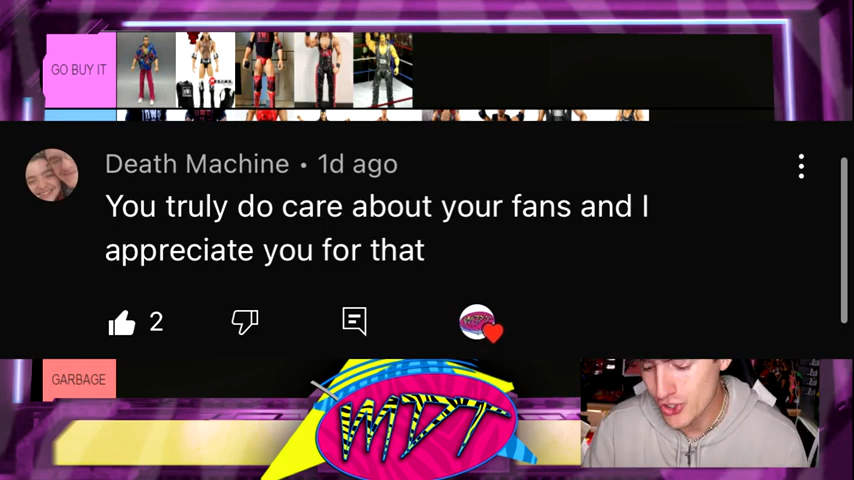 GO BUY IT
Death Machine • 1d ago
You truly do care about your fans and I
appreciate you for that
2
GARBAGE
MDT